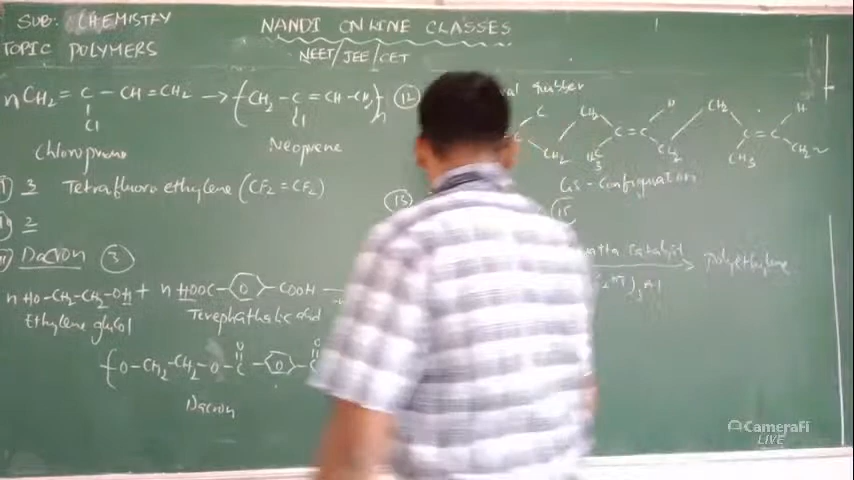 SUB: CHEMISTRY
TOPIC POLYMERS
NANDI ONLINE CLASSES
NEET/JEE/CET
nCH2 = C - CH = CH2 → ( CH2 - C = CH - CH2 )n
Cl
Cl
Chloroprene
Neoprene
3 Tetrafluoro ethylene (CF2 = CF2)
2
Dacron 3
n HO-CH2-CH2-OH + n HOOC COOH
Ethylene glycol
Terephthalic acid
O - CH2 - CH2 - O - C
O
Dacron
12
rubber
CH2 H CH2 H
C = C
C = C
CH2 H3C CH2 CH3 CH2
Cis - Configuration
13
15
catalyst → polyethylene
CameraFi
LIVE